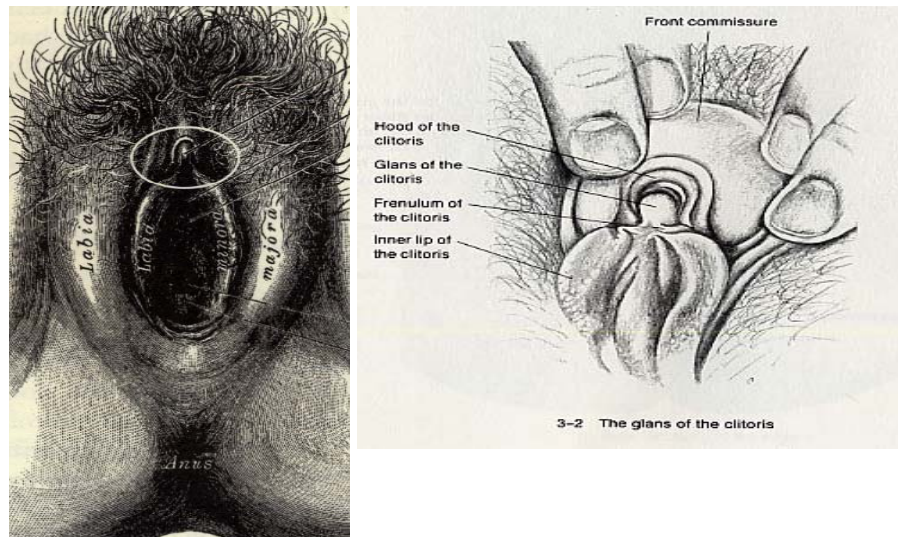 Labia
Labia
minora
majora
Anus
Front commissure
Hood of the
clitoris
Glans of the
clitoris
Frenulum of
the clitoris
Inner lip of
the clitoris
3–2 The glans of the clitoris